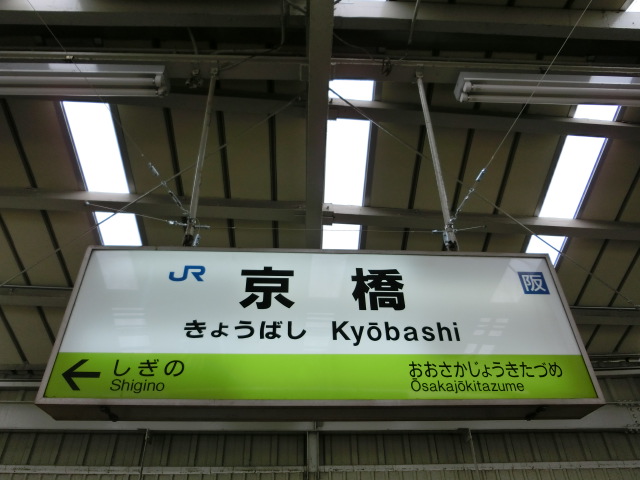 JR 京橋 阪
きょうばし Kyōbashi
しぎの おおさかじょうきたづめ
Shigino Ōsakajōkitazume